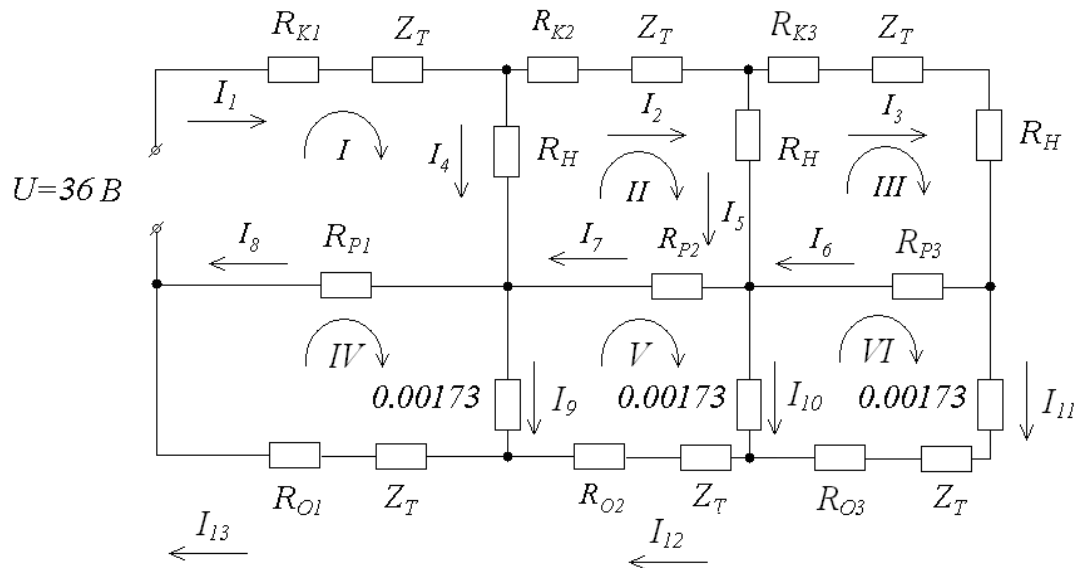 R_K1 Z_T R_K2 Z_T R_K3 Z_T
I_1 I I_4 R_H I_2 II R_H I_3 III R_H
U=36 В
I_5
I_8 R_P1 I_7 R_P2 I_6 R_P3
IV V VI
0.00173 I_9 0.00173 I_10 0.00173 I_11
R_O1 Z_T R_O2 Z_T R_O3 Z_T
I_13 I_12